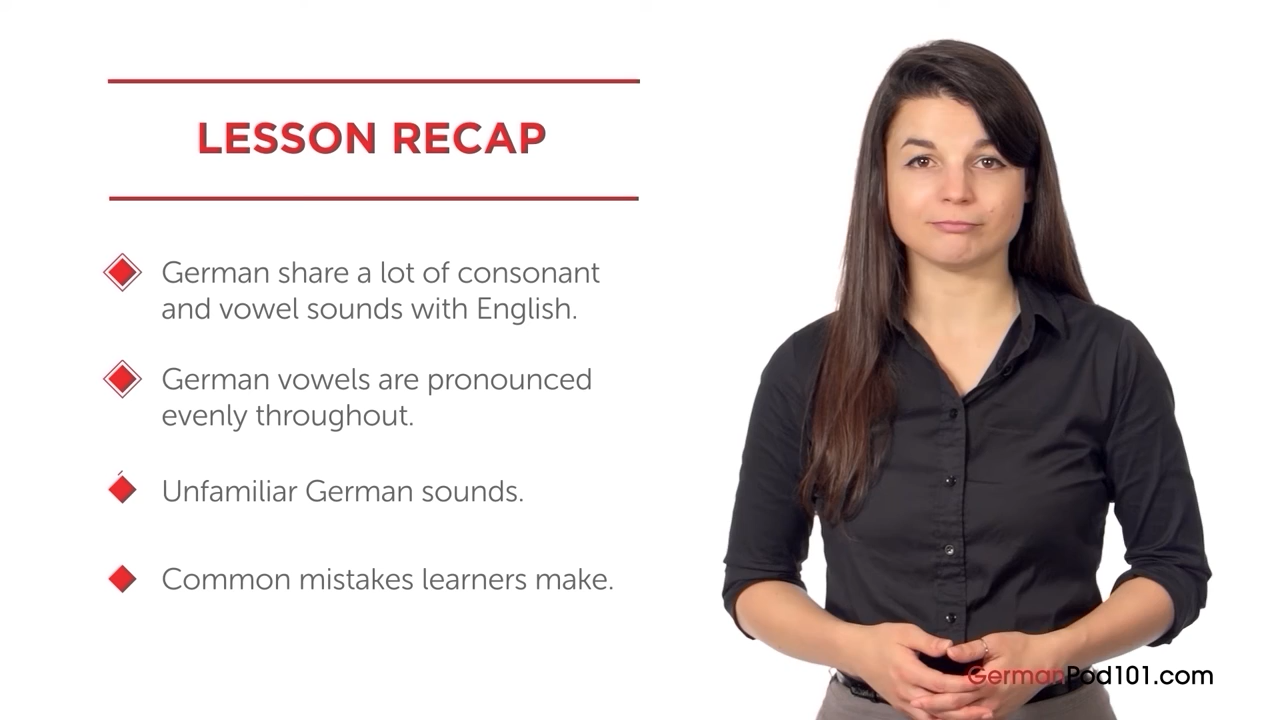 LESSON RECAP
German share a lot of consonant
and vowel sounds with English.
German vowels are pronounced
evenly throughout.
Unfamiliar German sounds.
Common mistakes learners make.
GermanPod101.com